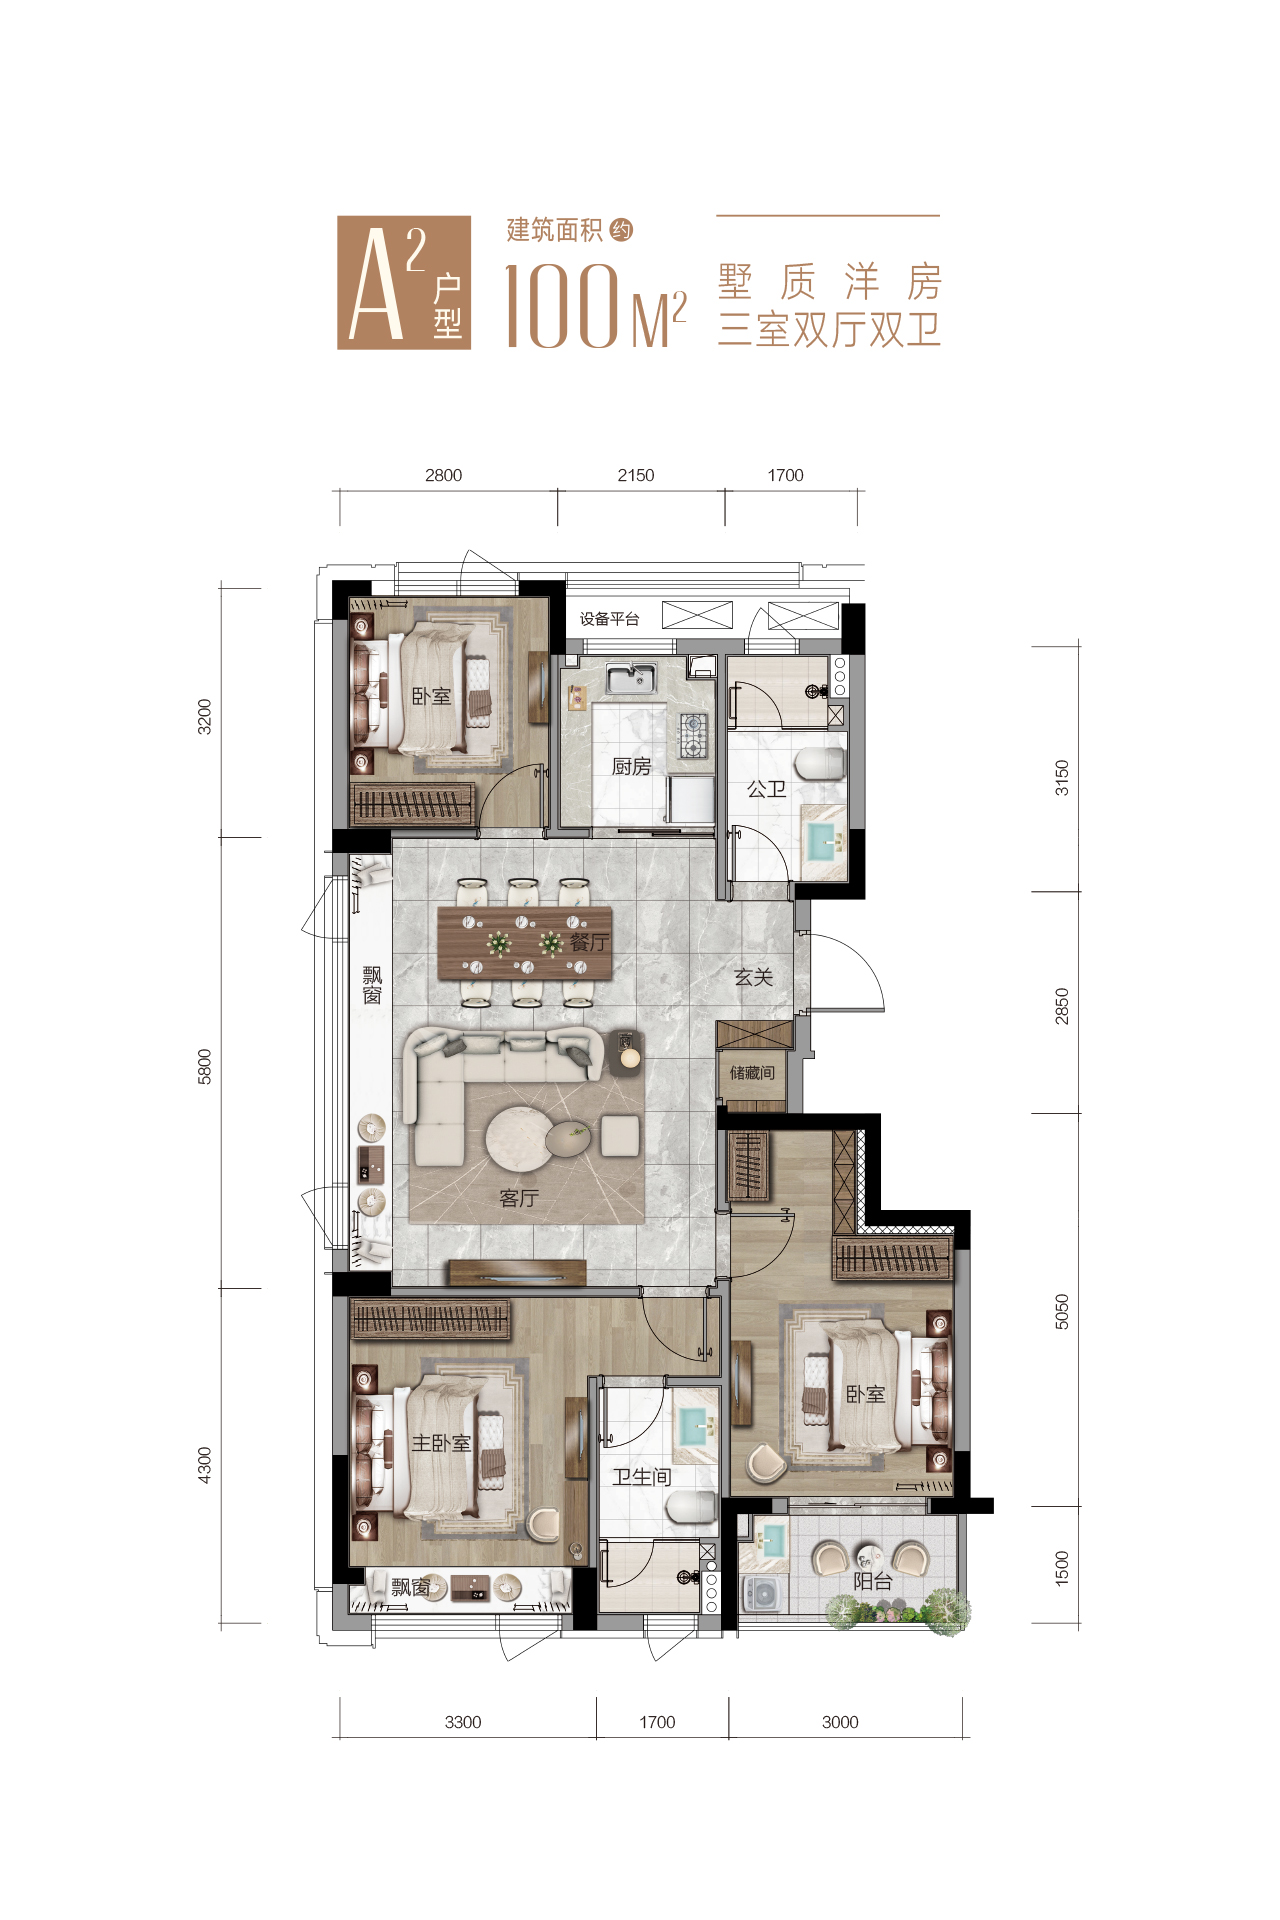 A²户型
建筑面积约
100M²
墅质洋房
三室双厅双卫
2800
2150
1700
设备平台
卧室
厨房
公卫
3200
3150
餐厅
飘窗
玄关
2850
5800
储藏间
客厅
5050
卧室
主卧室
4300
卫生间
阳台
飘窗
1500
3300
1700
3000